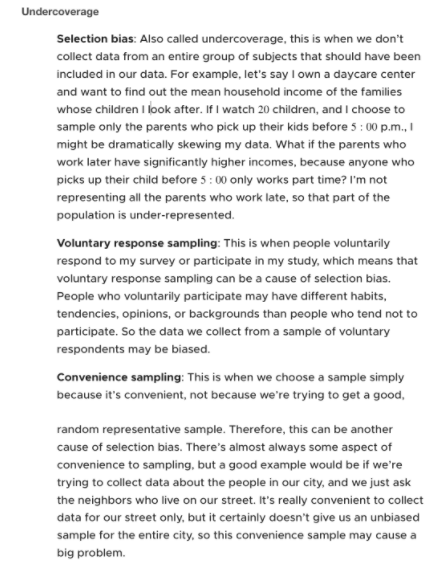 Undercoverage
Selection bias: Also called undercoverage, this is when we don't
collect data from an entire group of subjects that should have been
included in our data. For example, let's say I own a daycare center
and want to find out the mean household income of the families
whose children I look after. If I watch 20 children, and I choose to
sample only the parents who pick up their kids before 5 : 00 p.m., I
might be dramatically skewing my data. What if the parents who
work later have significantly higher incomes, because anyone who
picks up their child before 5 : 00 only works part time? I'm not
representing all the parents who work late, so that part of the
population is under-represented.
Voluntary response sampling: This is when people voluntarily
respond to my survey or participate in my study, which means that
voluntary response sampling can be a cause of selection bias.
People who voluntarily participate may have different habits,
tendencies, opinions, or backgrounds than people who tend not to
participate. So the data we collect from a sample of voluntary
respondents may be biased.
Convenience sampling: This is when we choose a sample simply
because it's convenient, not because we're trying to get a good,
random representative sample. Therefore, this can be another
cause of selection bias. There's almost always some aspect of
convenience to sampling, but a good example would be if we're
trying to collect data about the people in our city, and we just ask
the neighbors who live on our street. It's really convenient to collect
data for our street only, but it certainly doesn't give us an unbiased
sample for the entire city, so this convenience sample may cause a
big problem.